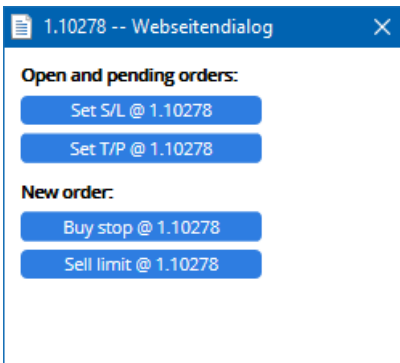 1.10278 -- Webseitendialog
Open and pending orders:
Set S/L @ 1.10278
Set T/P @ 1.10278
New order:
Buy stop @ 1.10278
Sell limit @ 1.10278